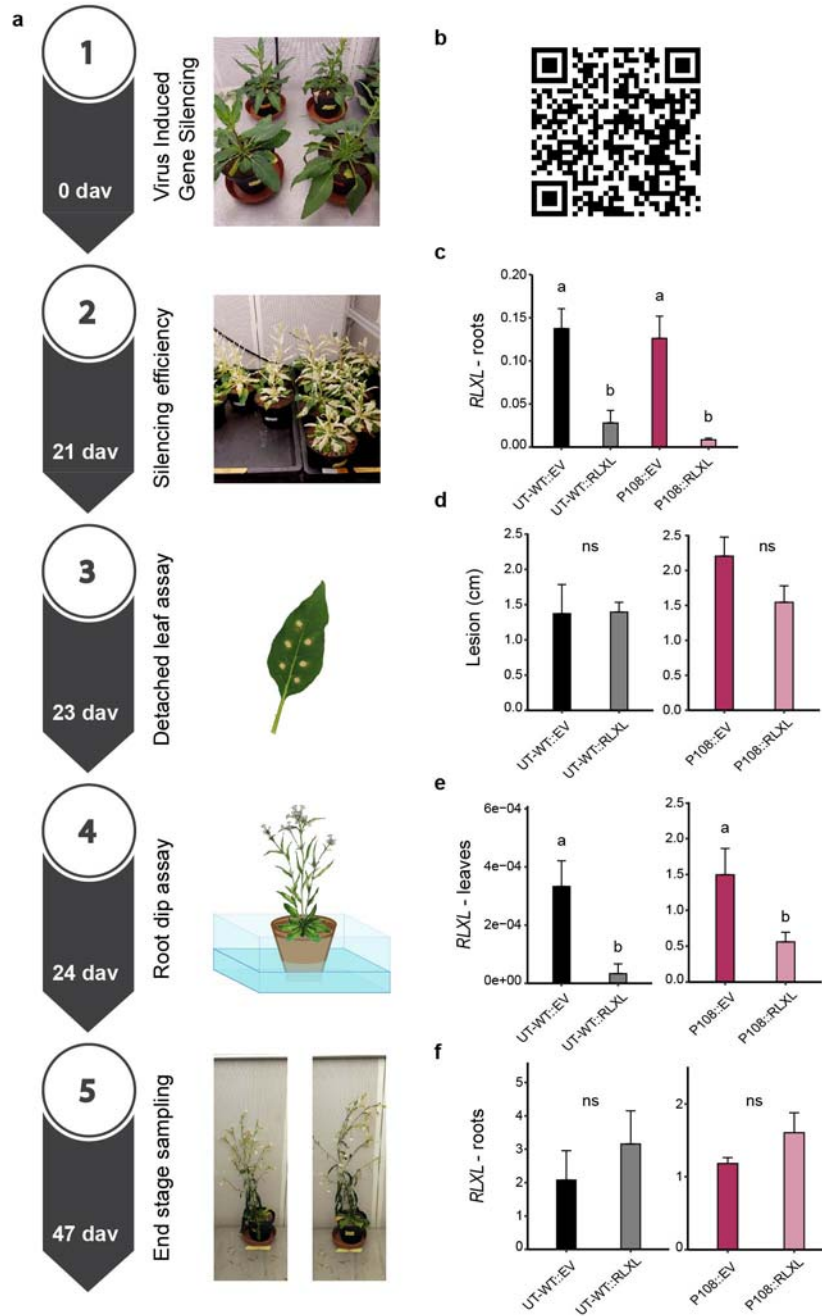 a
1
0 dav
Virus Induced
Gene Silencing
2
21 dav
Silencing efficiency
3
23 dav
Detached leaf assay
4
24 dav
Root dip assay
5
47 dav
End stage sampling
b
c
RLXL - roots
0.20
0.15
0.10
0.05
0.00
a
b
a
b
UT-WT::EV
UT-WT::RLXL
P108::EV
P108::RLXL
d
Lesion (cm)
2.5
2.0
1.5
1.0
0.5
0.0
ns
UT-WT::EV
UT-WT::RLXL
2.5
2.0
1.5
1.0
0.5
0.0
ns
P108::EV
P108::RLXL
e
RLXL - leaves
6e-04
4e-04
2e-04
0e+00
a
b
UT-WT::EV
UT-WT::RLXL
2.5
2.0
1.5
1.0
0.5
0.0
a
b
P108::EV
P108::RLXL
f
RLXL - roots
5
4
3
2
1
0
ns
UT-WT::EV
UT-WT::RLXL
2
1
0
ns
P108::EV
P108::RLXL